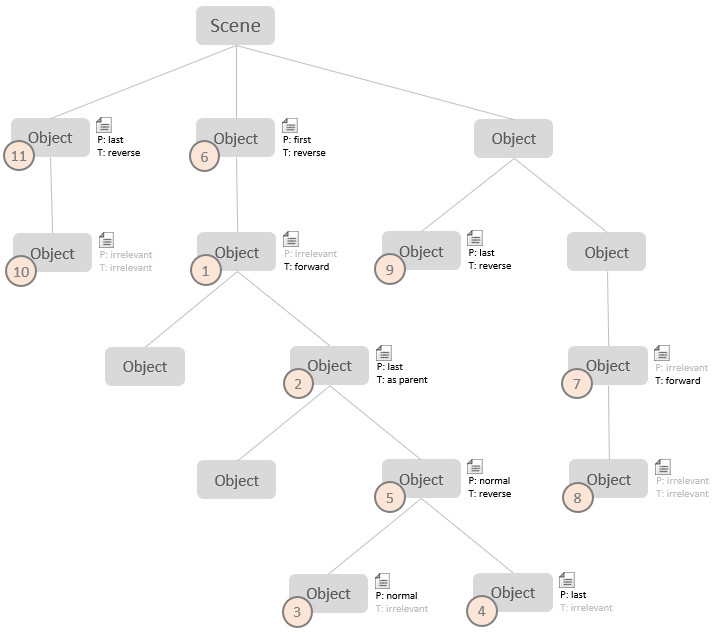 Scene
Object
P: last
T: reverse
11
Object
P: first
T: reverse
6
Object
Object
P: irrelevant
T: irrelevant
10
Object
P: irrelevant
T: forward
1
Object
P: last
T: reverse
9
Object
Object
Object
P: last
T: as parent
2
Object
P: irrelevant
T: forward
7
Object
Object
P: normal
T: reverse
5
Object
P: irrelevant
T: irrelevant
8
Object
P: normal
T: irrelevant
3
Object
P: last
T: irrelevant
4